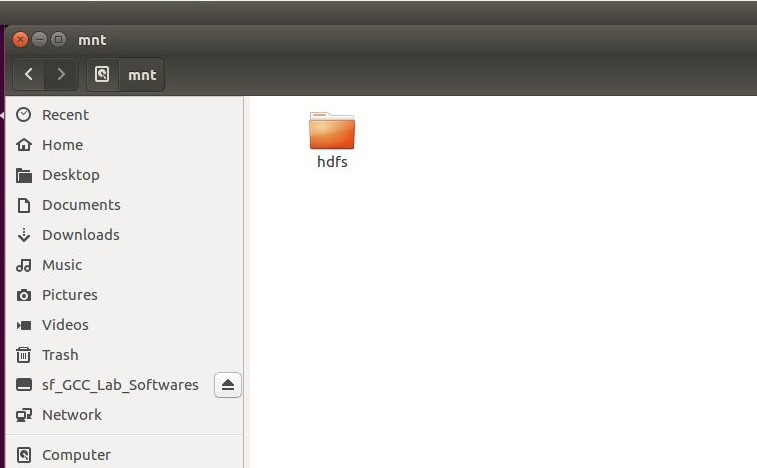 mnt
mnt
Recent
Home
Desktop
Documents
Downloads
Music
Pictures
Videos
Trash
sf_GCC_Lab_Softwares
Network
Computer
hdfs